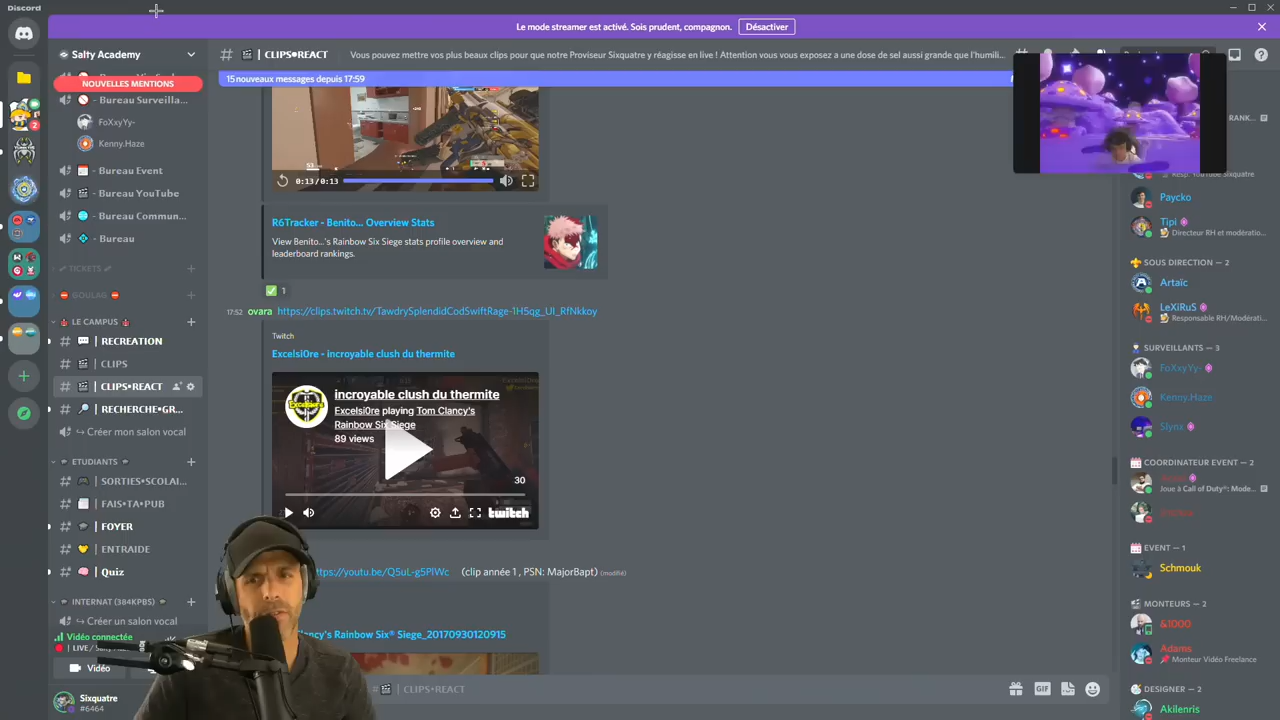 Discord
Le mode streamer est activé. Sois prudent, compagnon.
Désactiver
Salty Academy
NOUVELLES MENTIONS
- Bureau Surveilla...
FoXxyYy-
Kenny.Haze
- Bureau Event
- Bureau YouTube
- Bureau Commun...
- Bureau
TICKETS
GOULAG
LE CAMPUS
| RECREATION
| CLIPS
| CLIPS•REACT
| RECHERCHE•GR...
Créer mon salon vocal
ETUDIANTS
| SORTIES•SCOLAI...
| FAIS•TA•PUB
| FOYER
| ENTRAIDE
| Quiz
INTERNAT (384KPBS)
Créer un salon vocal
Vidéo connectée
LIVE
Vidéo
Sixquatre
#6464
# | CLIPS•REACT
Vous pouvez mettre vos plus beaux clips pour que notre Proviseur Sixquatre y réagisse en live ! Attention vous vous exposez a une dose de sel aussi grande que l'humili...
15 nouveaux messages depuis 17:59
0:13/0:13
R6Tracker - Benito... Overview Stats
View Benito...'s Rainbow Six Siege stats profile overview and
leaderboard rankings.
1
17:52 ovara https://clips.twitch.tv/TawdrySplendidCodSwiftRage-1H5qg_UI_RfNkkoy
Twitch
Excelsi0re - incroyable clush du thermite
incroyable clush du thermite
Excelsi0re playing Tom Clancy's
Rainbow Six Siege
89 views
30
twitch
ttps://youtu.be/Q5uL-g5PlWc (clip année 1 , PSN: MajorBapt) (modifié)
lancy's Rainbow Six® Siege_20170930120915
# | CLIPS•REACT
GIF
RANK...
Resp. YouTube Sixquatre
Paycko
Tipi
Directeur RH et modératio...
SOUS DIRECTION — 2
Artaïc
LeXiRuS
Responsable RH/Modérati...
SURVEILLANTS — 3
FoXxyYy-
Kenny.Haze
Slynx
COORDINATEUR EVENT — 2
Joue à Call of Duty®: Mode...
EVENT — 1
Schmouk
MONTEURS — 2
&1000
Adams
Monteur Vidéo Freelance
DESIGNER — 2
Akilenris